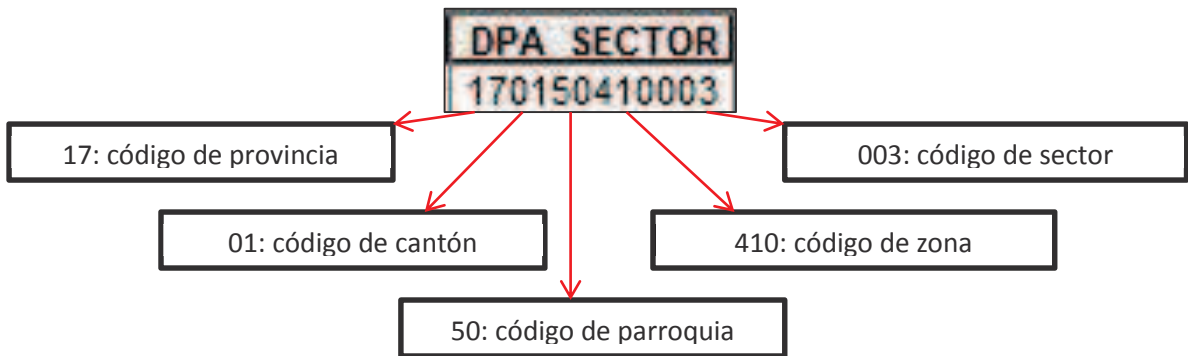 DPA SECTOR
170150410003
17: código de provincia
003: código de sector
01: código de cantón
410: código de zona
50: código de parroquia